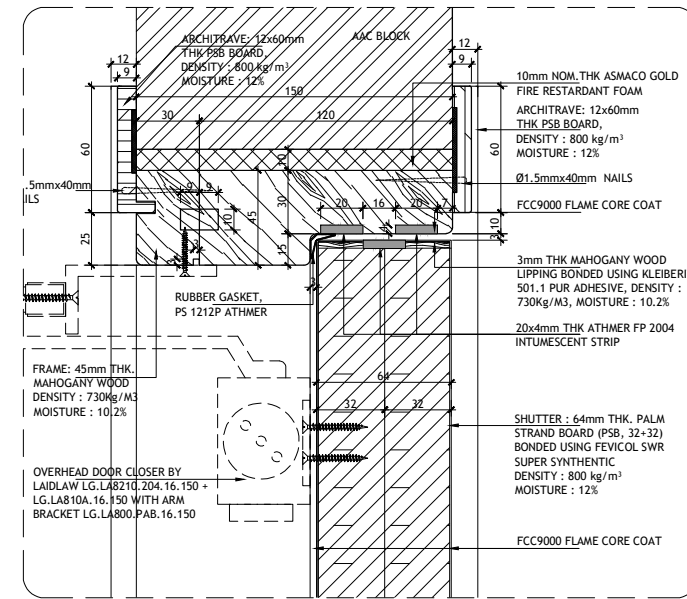 ARCHITRAVE: 12x60mm
THK PSB BOARD,
DENSITY : 800 kg/m³
MOISTURE : 12%
AAC BLOCK
12
9
12
9
150
30
120
60
60
10
10mm NOM.THK ASMACO GOLD
FIRE RESTARDANT FOAM
ARCHITRAVE: 12x60mm
THK PSB BOARD,
DENSITY : 800 kg/m³
MOISTURE : 12%
Ø1.5mmx40mm NAILS
FCC9000 FLAME CORE COAT
.5mmx40mm
ILS
9
9
10
45
30
20
16
20
7
25
15
3
10
3
3mm THK MAHOGANY WOOD
LIPPING BONDED USING KLEIBERI
501.1 PUR ADHESIVE, DENSITY :
730Kg/M3, MOISTURE : 10.2%
RUBBER GASKET,
PS 1212P ATHMER
3
20x4mm THK ATHMER FP 2004
INTUMESCENT STRIP
FRAME: 45mm THK.
MAHOGANY WOOD
DENSITY : 730Kg/M3
MOISTURE : 10.2%
64
32
32
SHUTTER : 64mm THK. PALM
STRAND BOARD (PSB, 32+32)
BONDED USING FEVICOL SWR
SUPER SYNTHENTIC
DENSITY : 800 kg/m³
MOISTURE : 12%
OVERHEAD DOOR CLOSER BY
LAIDLAW LG.LA8210.204.16.150 +
LG.LA810A.16.150 WITH ARM
BRACKET LG.LA800.PAB.16.150
FCC9000 FLAME CORE COAT